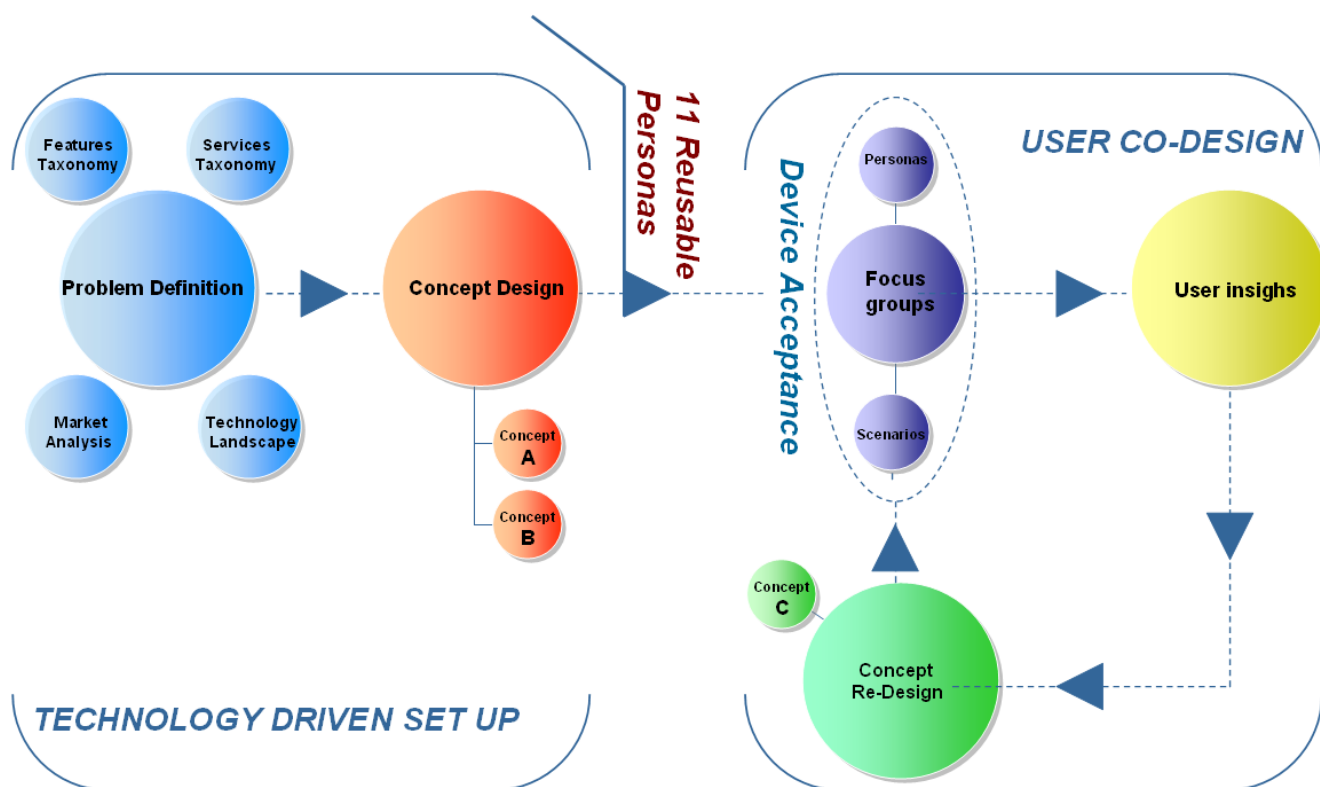 Features
Taxonomy
Services
Taxonomy
Problem Definition
Market
Analysis
Technology
Landscape
Concept Design
Concept
A
Concept
B
TECHNOLOGY DRIVEN SET UP
11 Reusable
Personas
Device Acceptance
USER CO-DESIGN
Personas
Focus
groups
Scenarios
User insighs
Concept
C
Concept
Re-Design